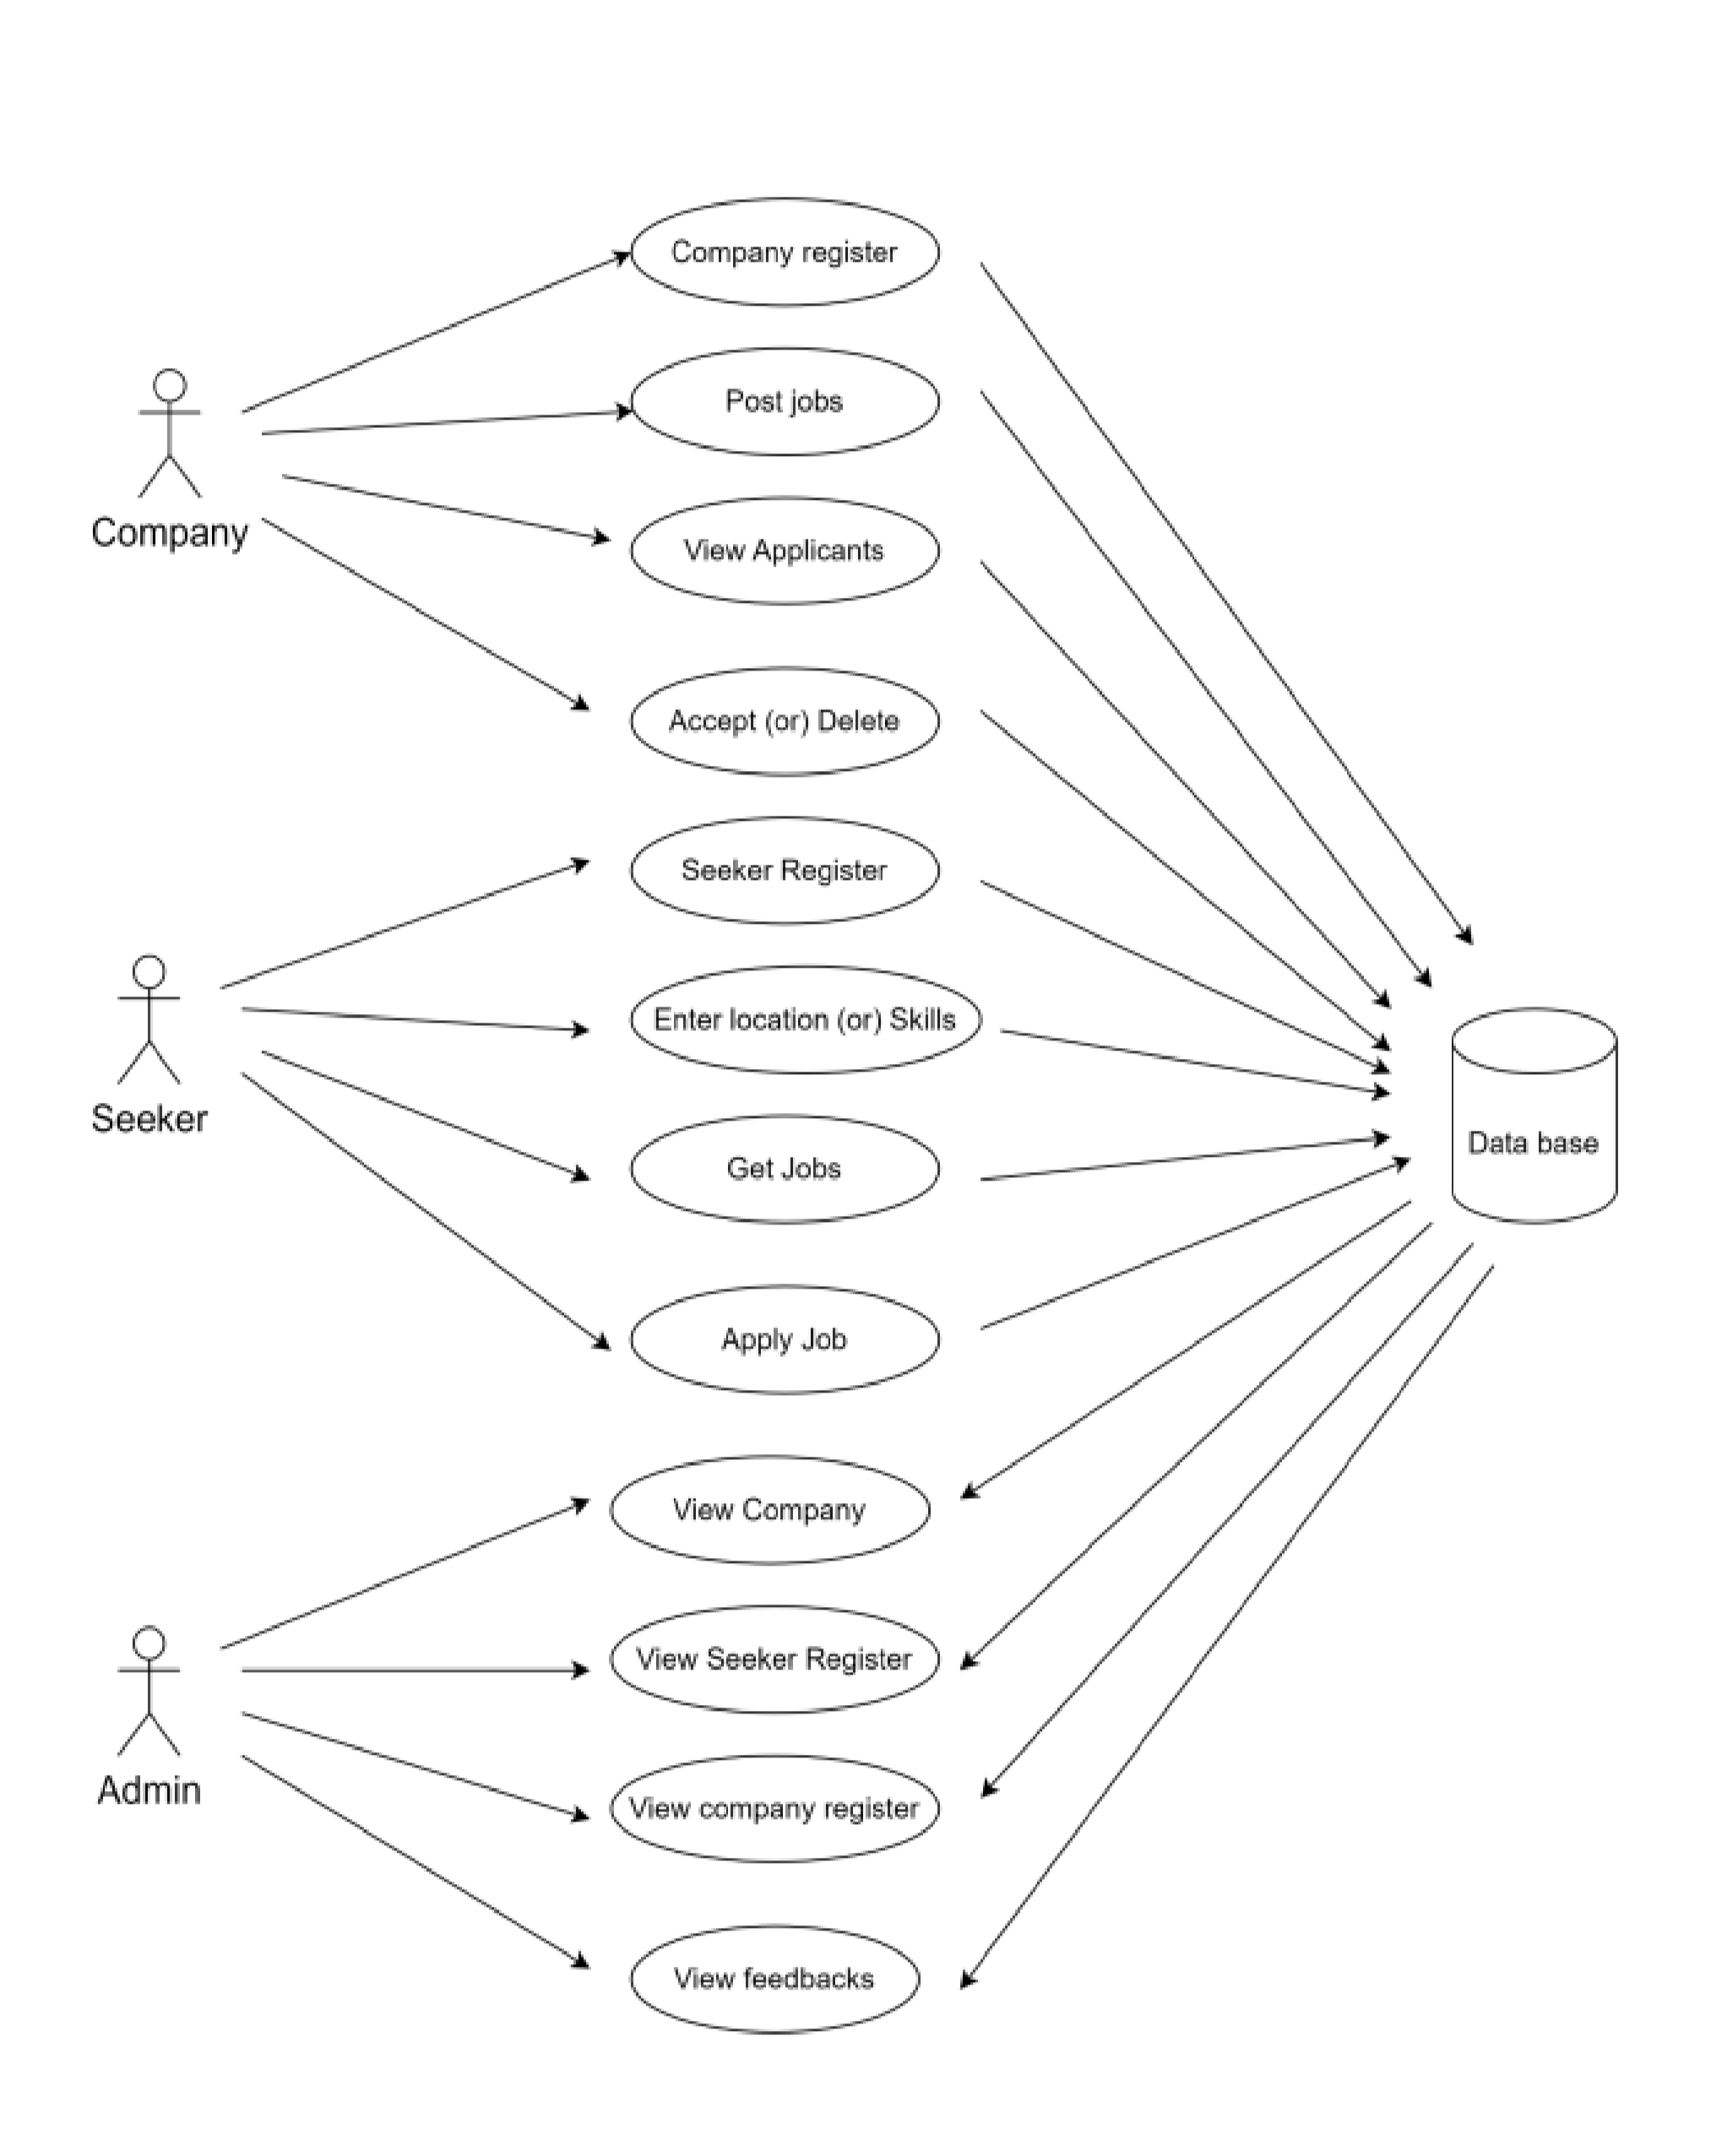 Company register
Post jobs
View Applicants
Company
Accept (or) Delete
Seeker Register
Enter location (or) Skills
Seeker
Get Jobs
Data base
Apply Job
View Company
View Seeker Register
Admin
View company register
View feedbacks